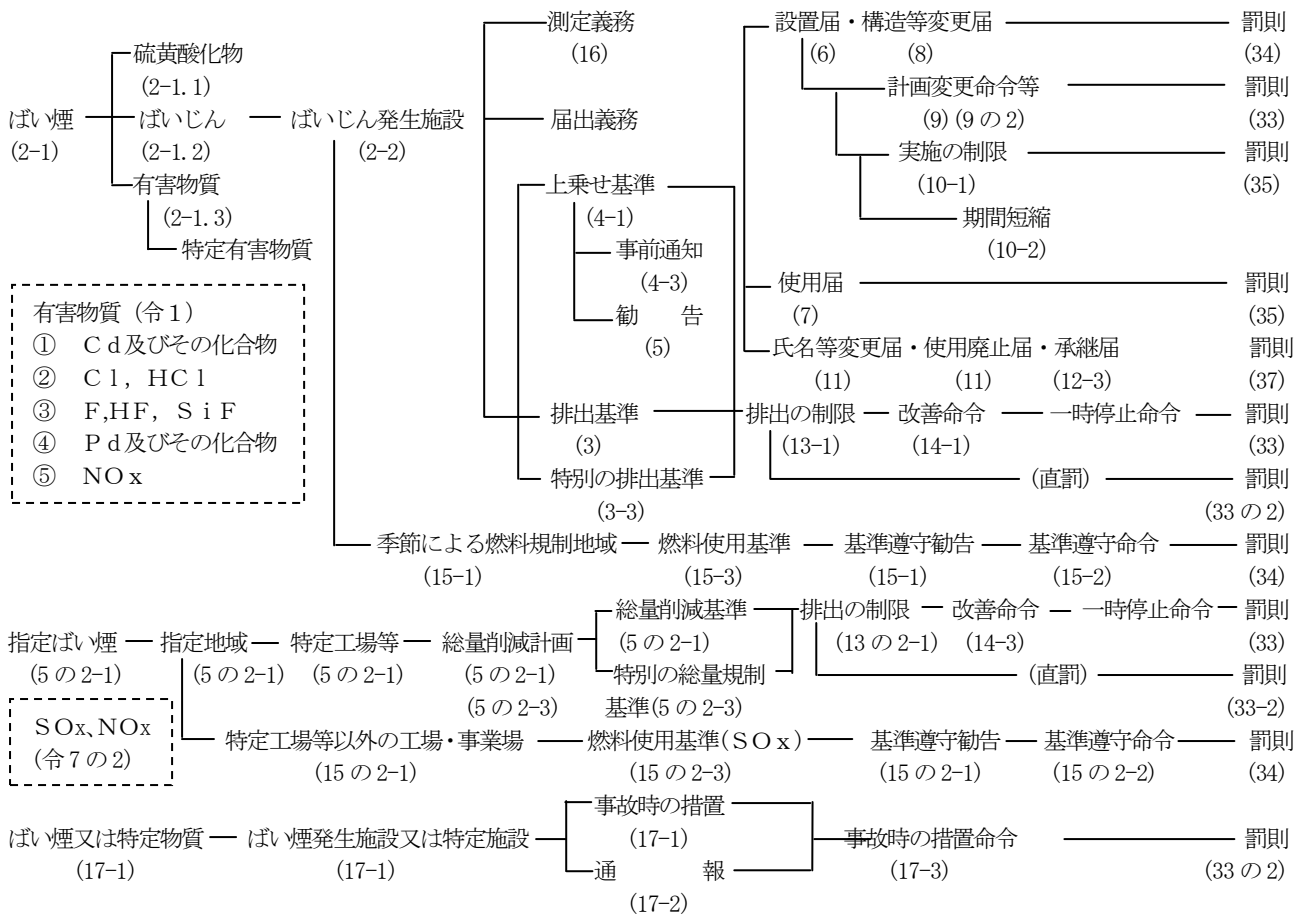 測定義務 設置届・構造等変更届 罰則
硫黄酸化物 (16) (6) (8) (34)
(2-1.1) 計画変更命令等 罰則
ばい煙 ばいじん ばいじん発生施設 届出義務 (9)(9の2) (33)
(2-1) (2-1.2) (2-2) 実施の制限 罰則
有害物質 上乗せ基準 (10-1) (35)
(2-1.3) (4-1) 期間短縮
特定有害物質 事前通知 (10-2)
(4-3) 使用届 罰則
有害物質(令1) 勧 告 (7) (35)
① Cd及びその化合物 (5) 氏名等変更届・使用廃止届・承継届 罰則
② Cl, HCl (11) (11) (12-3) (37)
③ F,HF, SiF 排出基準 排出の制限 改善命令 一時停止命令 罰則
④ Pd及びその化合物 (3) (13-1) (14-1) (33)
⑤ NOx 特別の排出基準 (直罰) 罰則
(3-3) (33の2)
季節による燃料規制地域 燃料使用基準 基準遵守勧告 基準遵守命令 罰則
(15-1) (15-3) (15-1) (15-2) (34)
総量削減基準 排出の制限 改善命令 一時停止命令 罰則
指定ばい煙 指定地域 特定工場等 総量削減計画 (5の2-1) (13の2-1) (14-3) (33)
(5の2-1) (5の2-1) (5の2-1) (5の2-1) 特別の総量規制 (直罰) 罰則
(5の2-3) 基準(5の2-3) (33-2)
SOx、NOx 特定工場等以外の工場・事業場 燃料使用基準(SOx) 基準遵守勧告 基準遵守命令 罰則
(令7の2) (15の2-1) (15の2-3) (15の2-1) (15の2-2) (34)
事故時の措置
ばい煙又は特定物質 ばい煙発生施設又は特定施設 (17-1) 事故時の措置命令 罰則
(17-1) (17-1) 通 報 (17-3) (33の2)
(17-2)